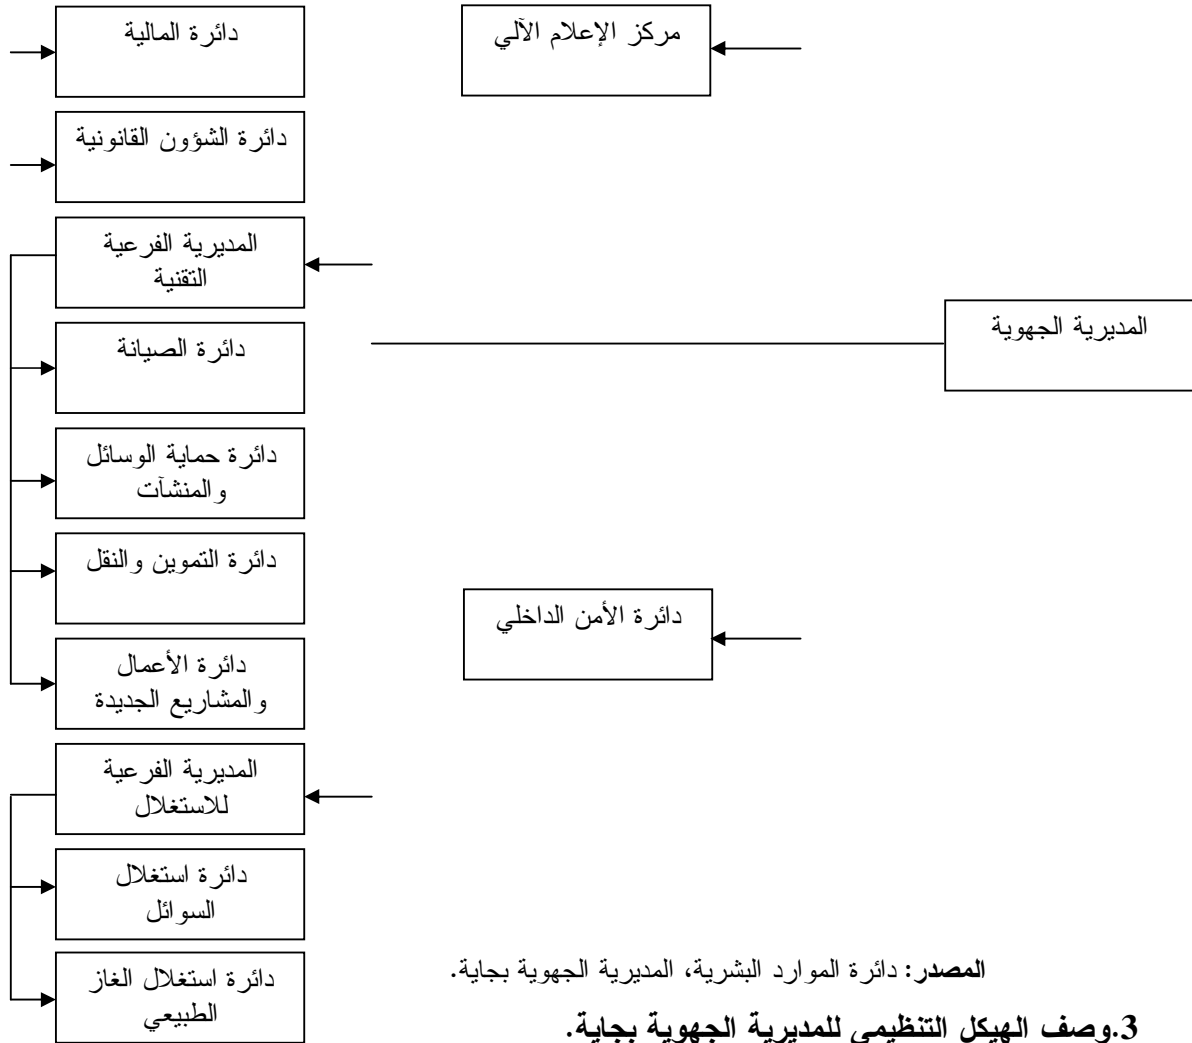 دائرة المالية
مركز الإعلام الآلي
دائرة الشؤون القانونية
المديرية الفرعية
التقنية
المديرية الجهوية
دائرة الصيانة
دائرة حماية الوسائل
والمنشآت
دائرة التموين والنقل
دائرة الأمن الداخلي
دائرة الأعمال
والمشاريع الجديدة
المديرية الفرعية
للاستغلال
دائرة استغلال
السوائل
دائرة استغلال الغاز
الطبيعي
المصدر: دائرة الموارد البشرية، المديرية الجهوية بجاية.
3.وصف الهيكل التنظيمي للمديرية الجهوية بجاية.